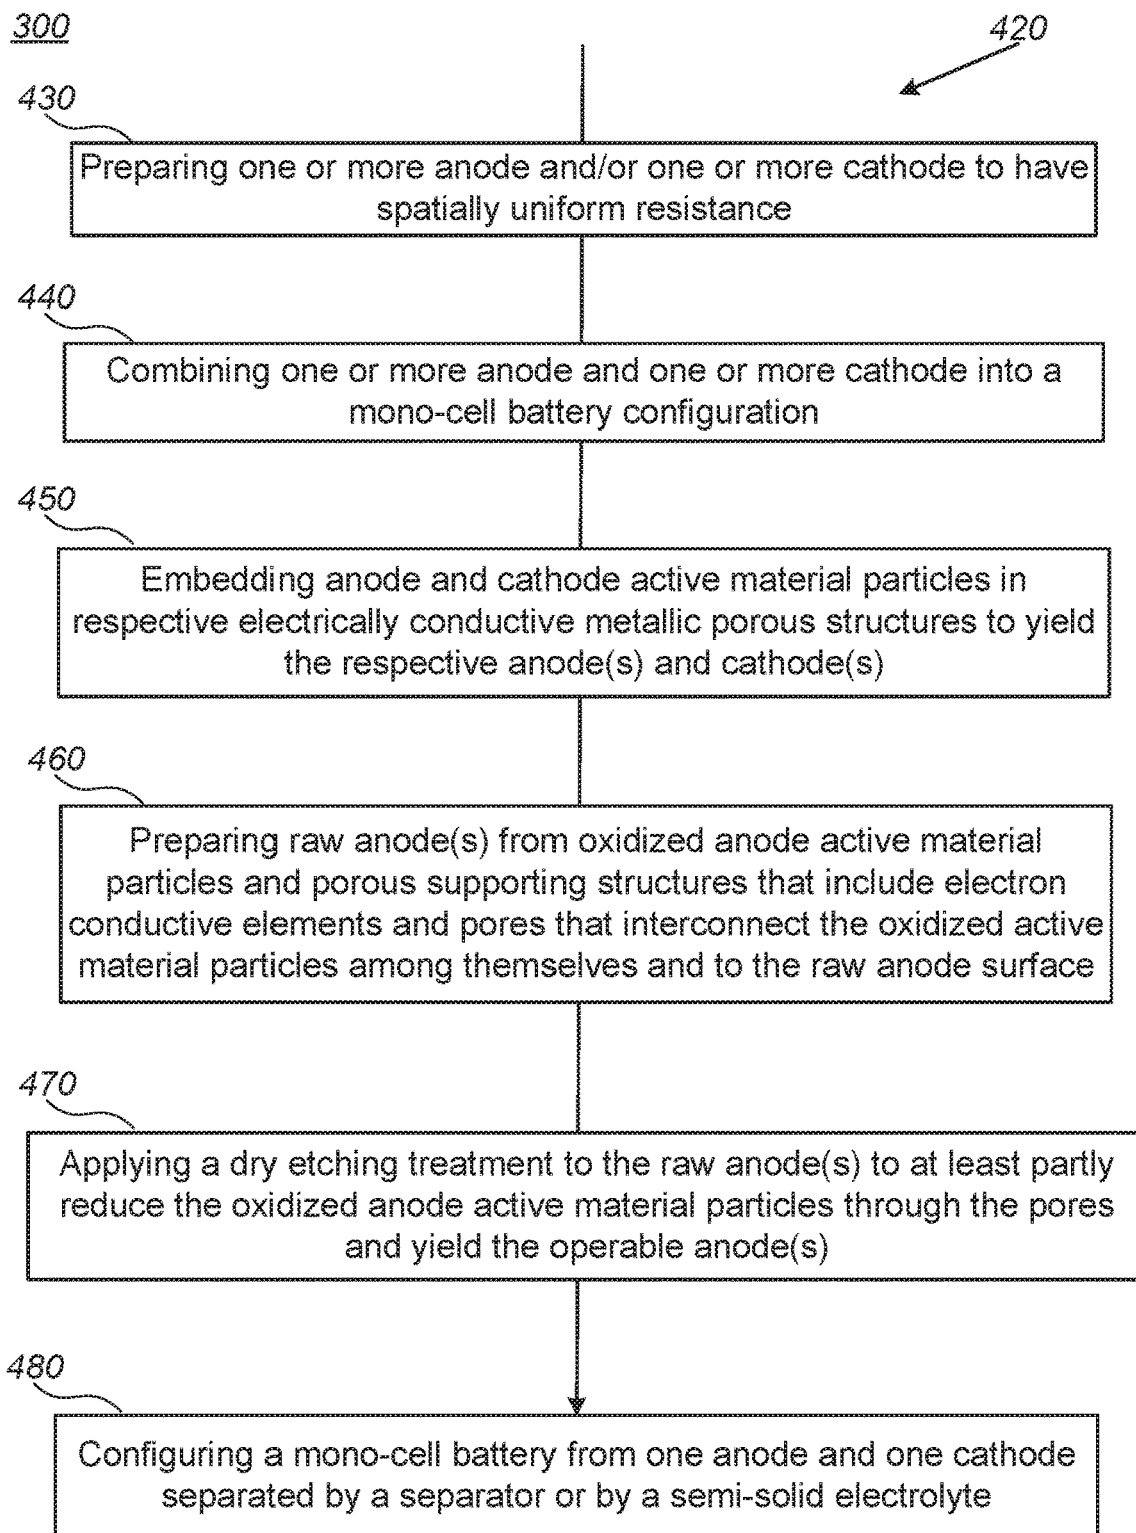 300
420
430
Preparing one or more anode and/or one or more cathode to have
spatially uniform resistance
440
Combining one or more anode and one or more cathode into a
mono-cell battery configuration
450
Embedding anode and cathode active material particles in
respective electrically conductive metallic porous structures to yield
the respective anode(s) and cathode(s)
460
Preparing raw anode(s) from oxidized anode active material
particles and porous supporting structures that include electron
conductive elements and pores that interconnect the oxidized active
material particles among themselves and to the raw anode surface
470
Applying a dry etching treatment to the raw anode(s) to at least partly
reduce the oxidized anode active material particles through the pores
and yield the operable anode(s)
480
Configuring a mono-cell battery from one anode and one cathode
separated by a separator or by a semi-solid electrolyte